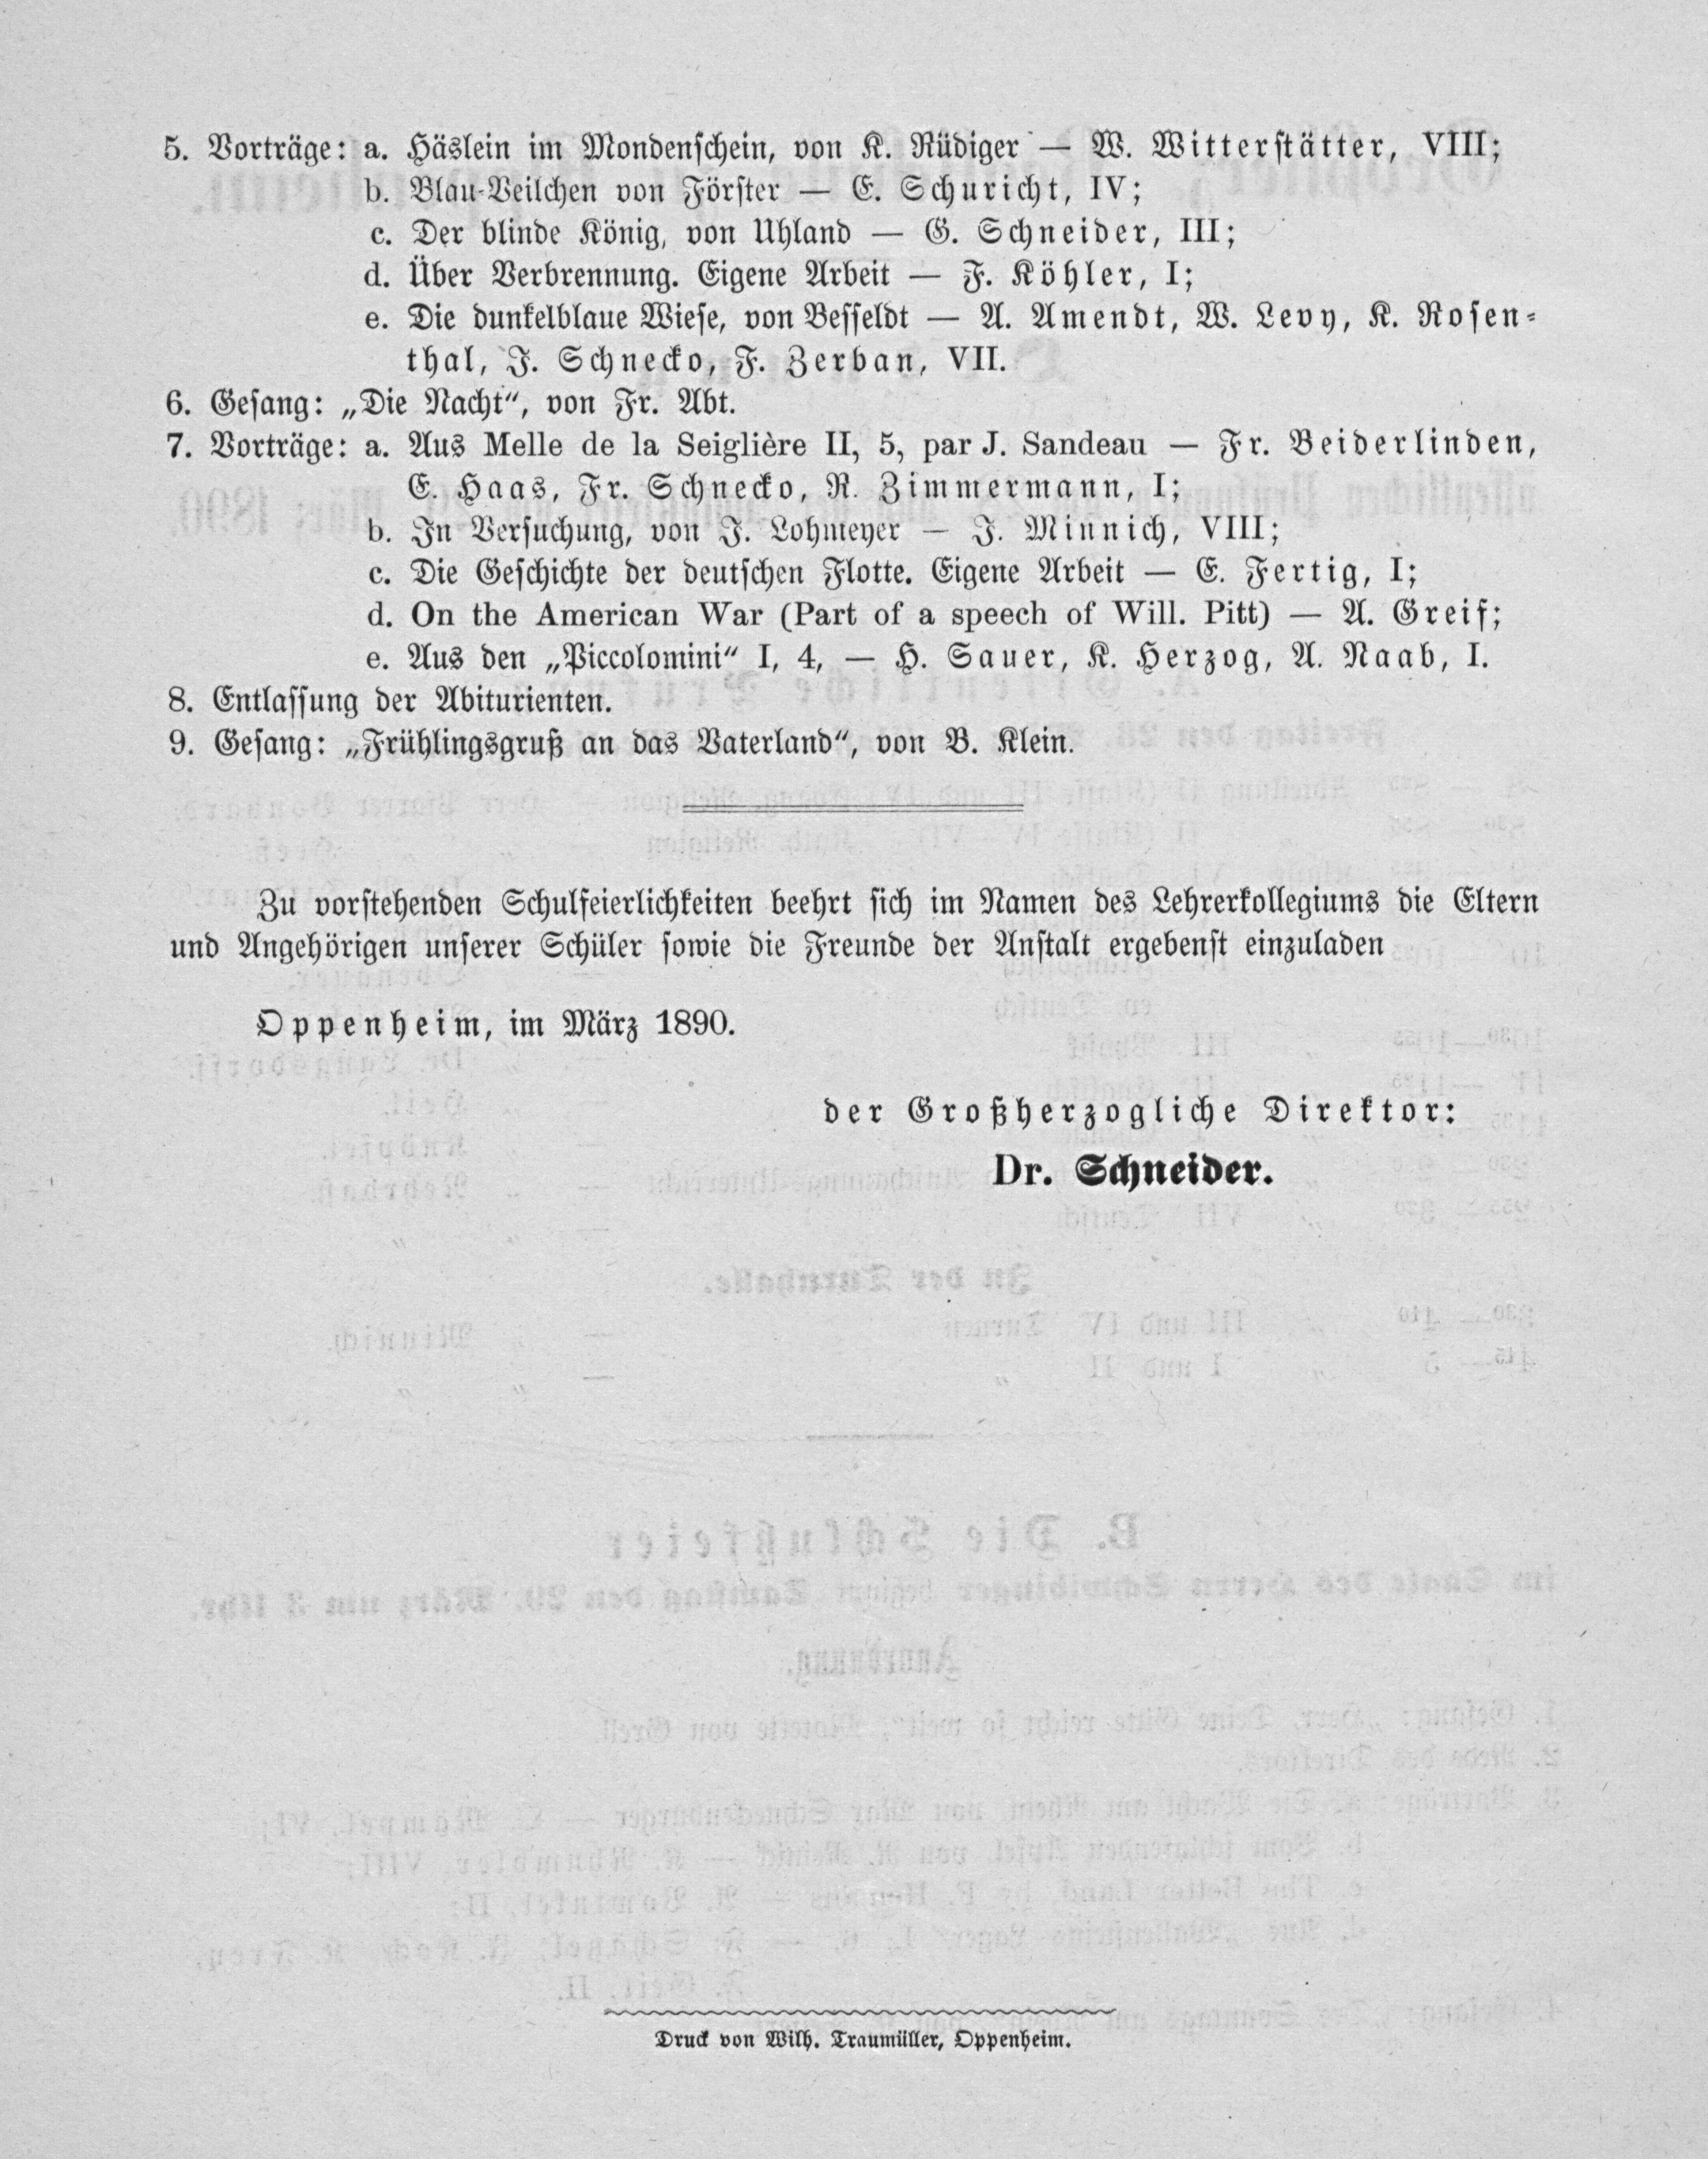 5. Vorträge: a. Häslein im Mondenschein, von K. Rüdiger — W. Witterstätter, VIII;
b. Blau-Veilchen von Förster — E. Schuricht, IV;
c. Der blinde König, von Uhland — G. Schneider, III;
d. Über Verbrennung. Eigene Arbeit — F. Köhler, I;
e. Die dunkelblaue Wiese, von Besseldt — A. Amendt, W. Levy, K. Rosen-
thal, J. Schnecko, F. Zerban, VII.
6. Gesang: „Die Nacht“, von Fr. Abt.
7. Vorträge: a. Aus Melle de la Seiglière II, 5, par J. Sandeau — Fr. Beiderlinden,
E. Haas, Fr. Schnecko, R. Zimmermann, I;
b. In Versuchung, von J. Lohmeyer — J. Minnich, VIII;
c. Die Geschichte der deutschen Flotte. Eigene Arbeit — E. Fertig, I;
d. On the American War (Part of a speech of Will. Pitt) — A. Greif;
e. Aus den „Piccolomini“ I, 4, — H. Sauer, K. Herzog, A. Naab, I.
8. Entlassung der Abiturienten.
9. Gesang: „Frühlingsgruß an das Vaterland“, von B. Klein.
Zu vorstehenden Schulfeierlichkeiten beehrt sich im Namen des Lehrerkollegiums die Eltern
und Angehörigen unserer Schüler sowie die Freunde der Anstalt ergebenst einzuladen
Oppenheim, im März 1890.
der Großherzogliche Direktor:
Dr. Schneider.
Druck von Wilh. Traumüller, Oppenheim.